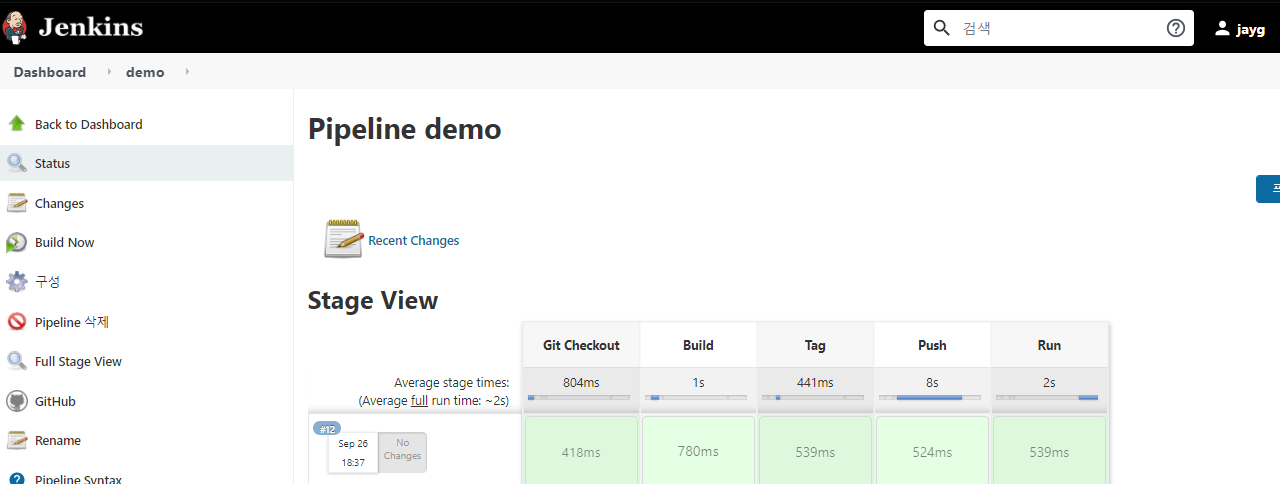 Jenkins
검색
jayg
Dashboard
demo
Back to Dashboard
Status
Changes
Build Now
구성
Pipeline 삭제
Full Stage View
GitHub
Rename
Pipeline Syntax
Pipeline demo
Recent Changes
Stage View
Git Checkout Build Tag Push Run
Average stage times: 804ms 1s 441ms 8s 2s
(Average full run time: ~2s)
#12
Sep 26
18:37
No
Changes
418ms 780ms 539ms 524ms 539ms